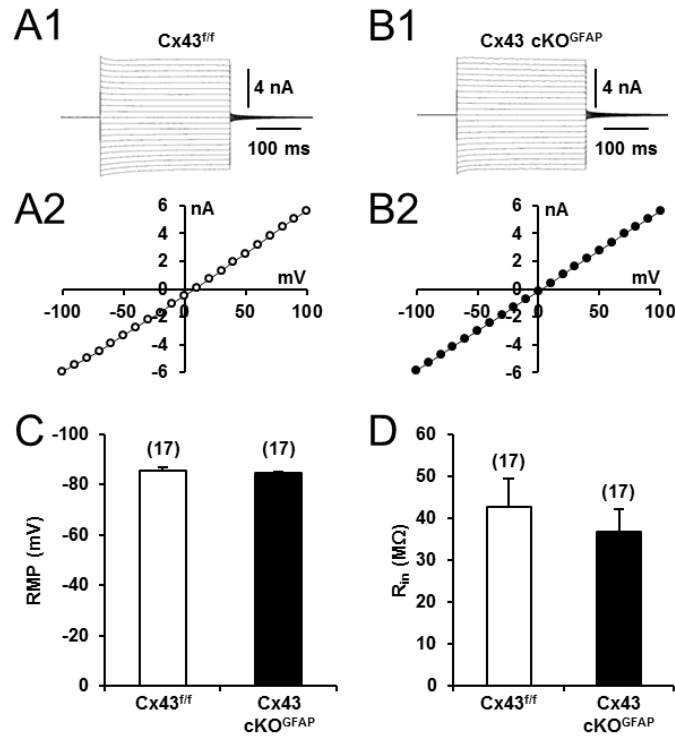 A1
Cx43f/f
4 nA
100 ms
B1
Cx43 cKOGFAP
4 nA
100 ms
A2
nA
6
4
2
0
-2
-4
-6
mV
-100
-50
0
50
100
B2
nA
6
4
2
0
-2
-4
-6
mV
-100
-50
0
50
100
C
RMP (mV)
-100
-80
-60
-40
-20
0
(17)
(17)
Cx43f/f
Cx43
cKOGFAP
D
Rin (MΩ)
60
50
40
30
20
10
0
(17)
(17)
Cx43f/f
Cx43
cKOGFAP